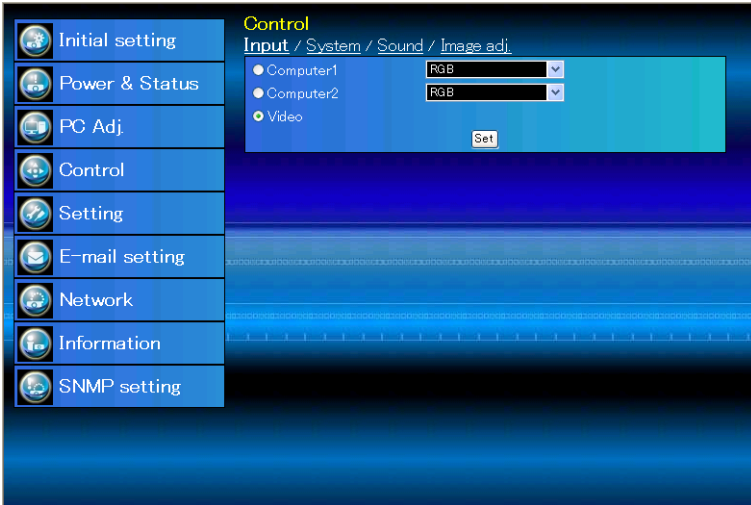 Initial setting
Power & Status
PC Adj.
Control
Setting
E-mail setting
Network
Information
SNMP setting
Control
Input / System / Sound / Image adj.
Computer1 RGB
Computer2 RGB
Video
Set